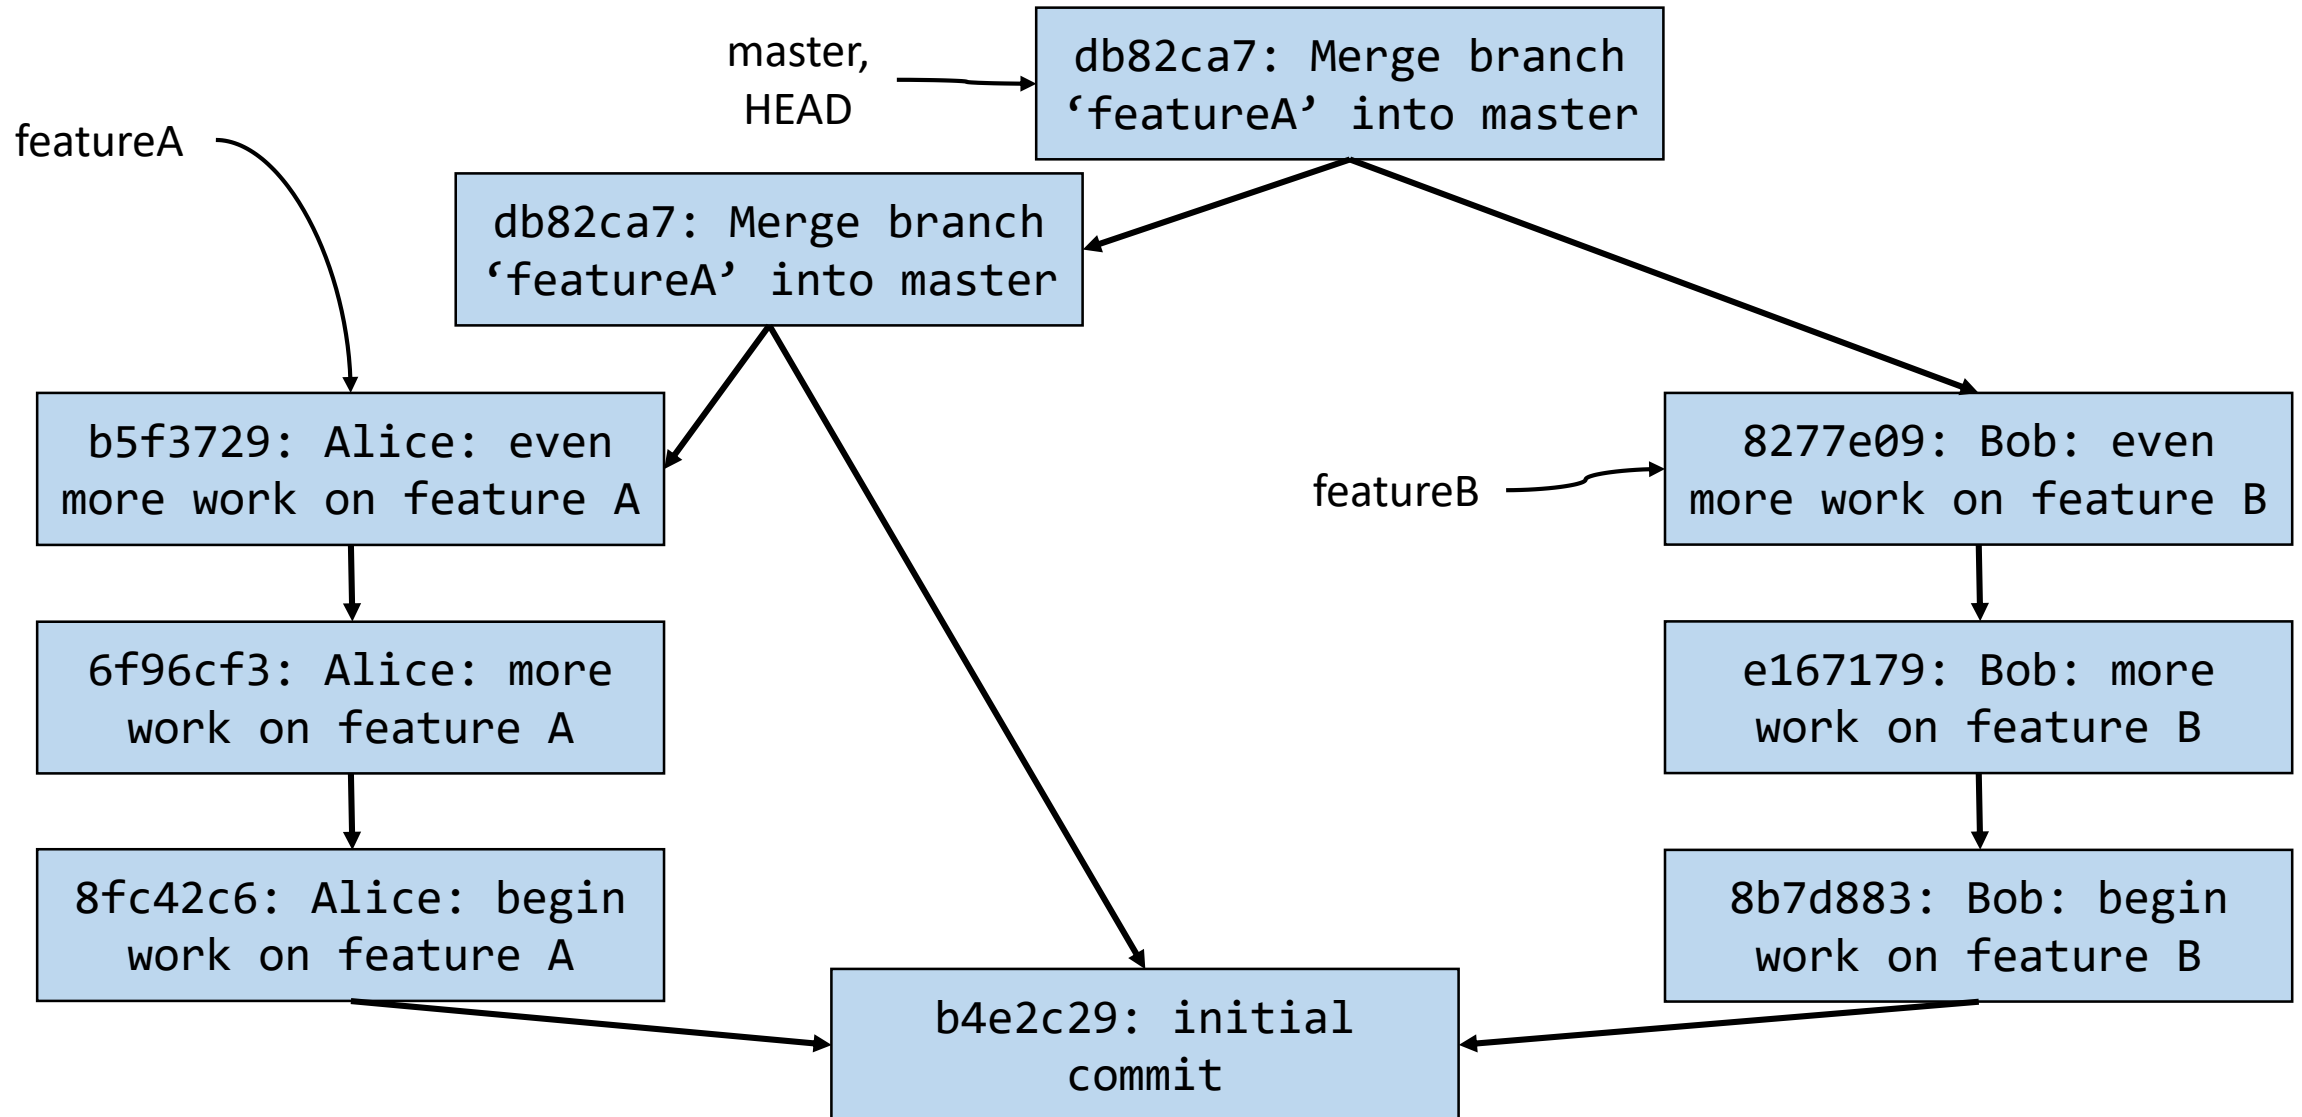 master,
HEAD
db82ca7: Merge branch
‘featureA’ into master
featureA
db82ca7: Merge branch
‘featureA’ into master
b5f3729: Alice: even
more work on feature A
featureB
8277e09: Bob: even
more work on feature B
6f96cf3: Alice: more
work on feature A
e167179: Bob: more
work on feature B
8fc42c6: Alice: begin
work on feature A
8b7d883: Bob: begin
work on feature B
b4e2c29: initial
commit